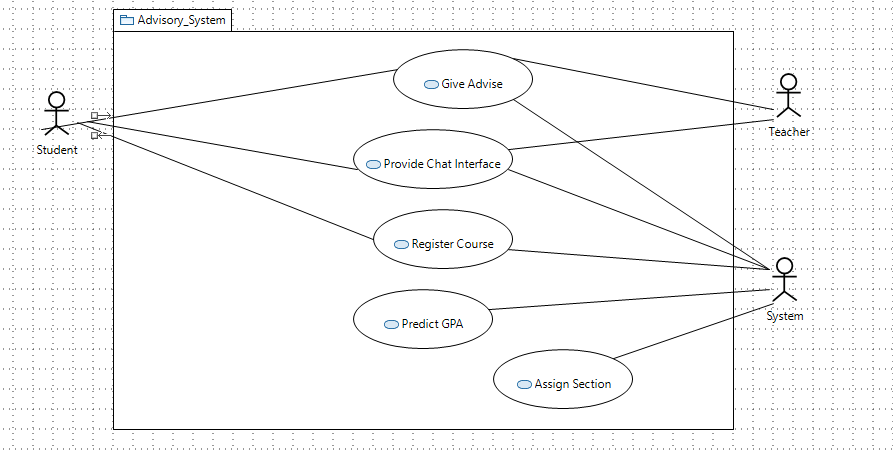 Advisory_System
Give Advise
Student
Teacher
Provide Chat Interface
Register Course
System
Predict GPA
Assign Section